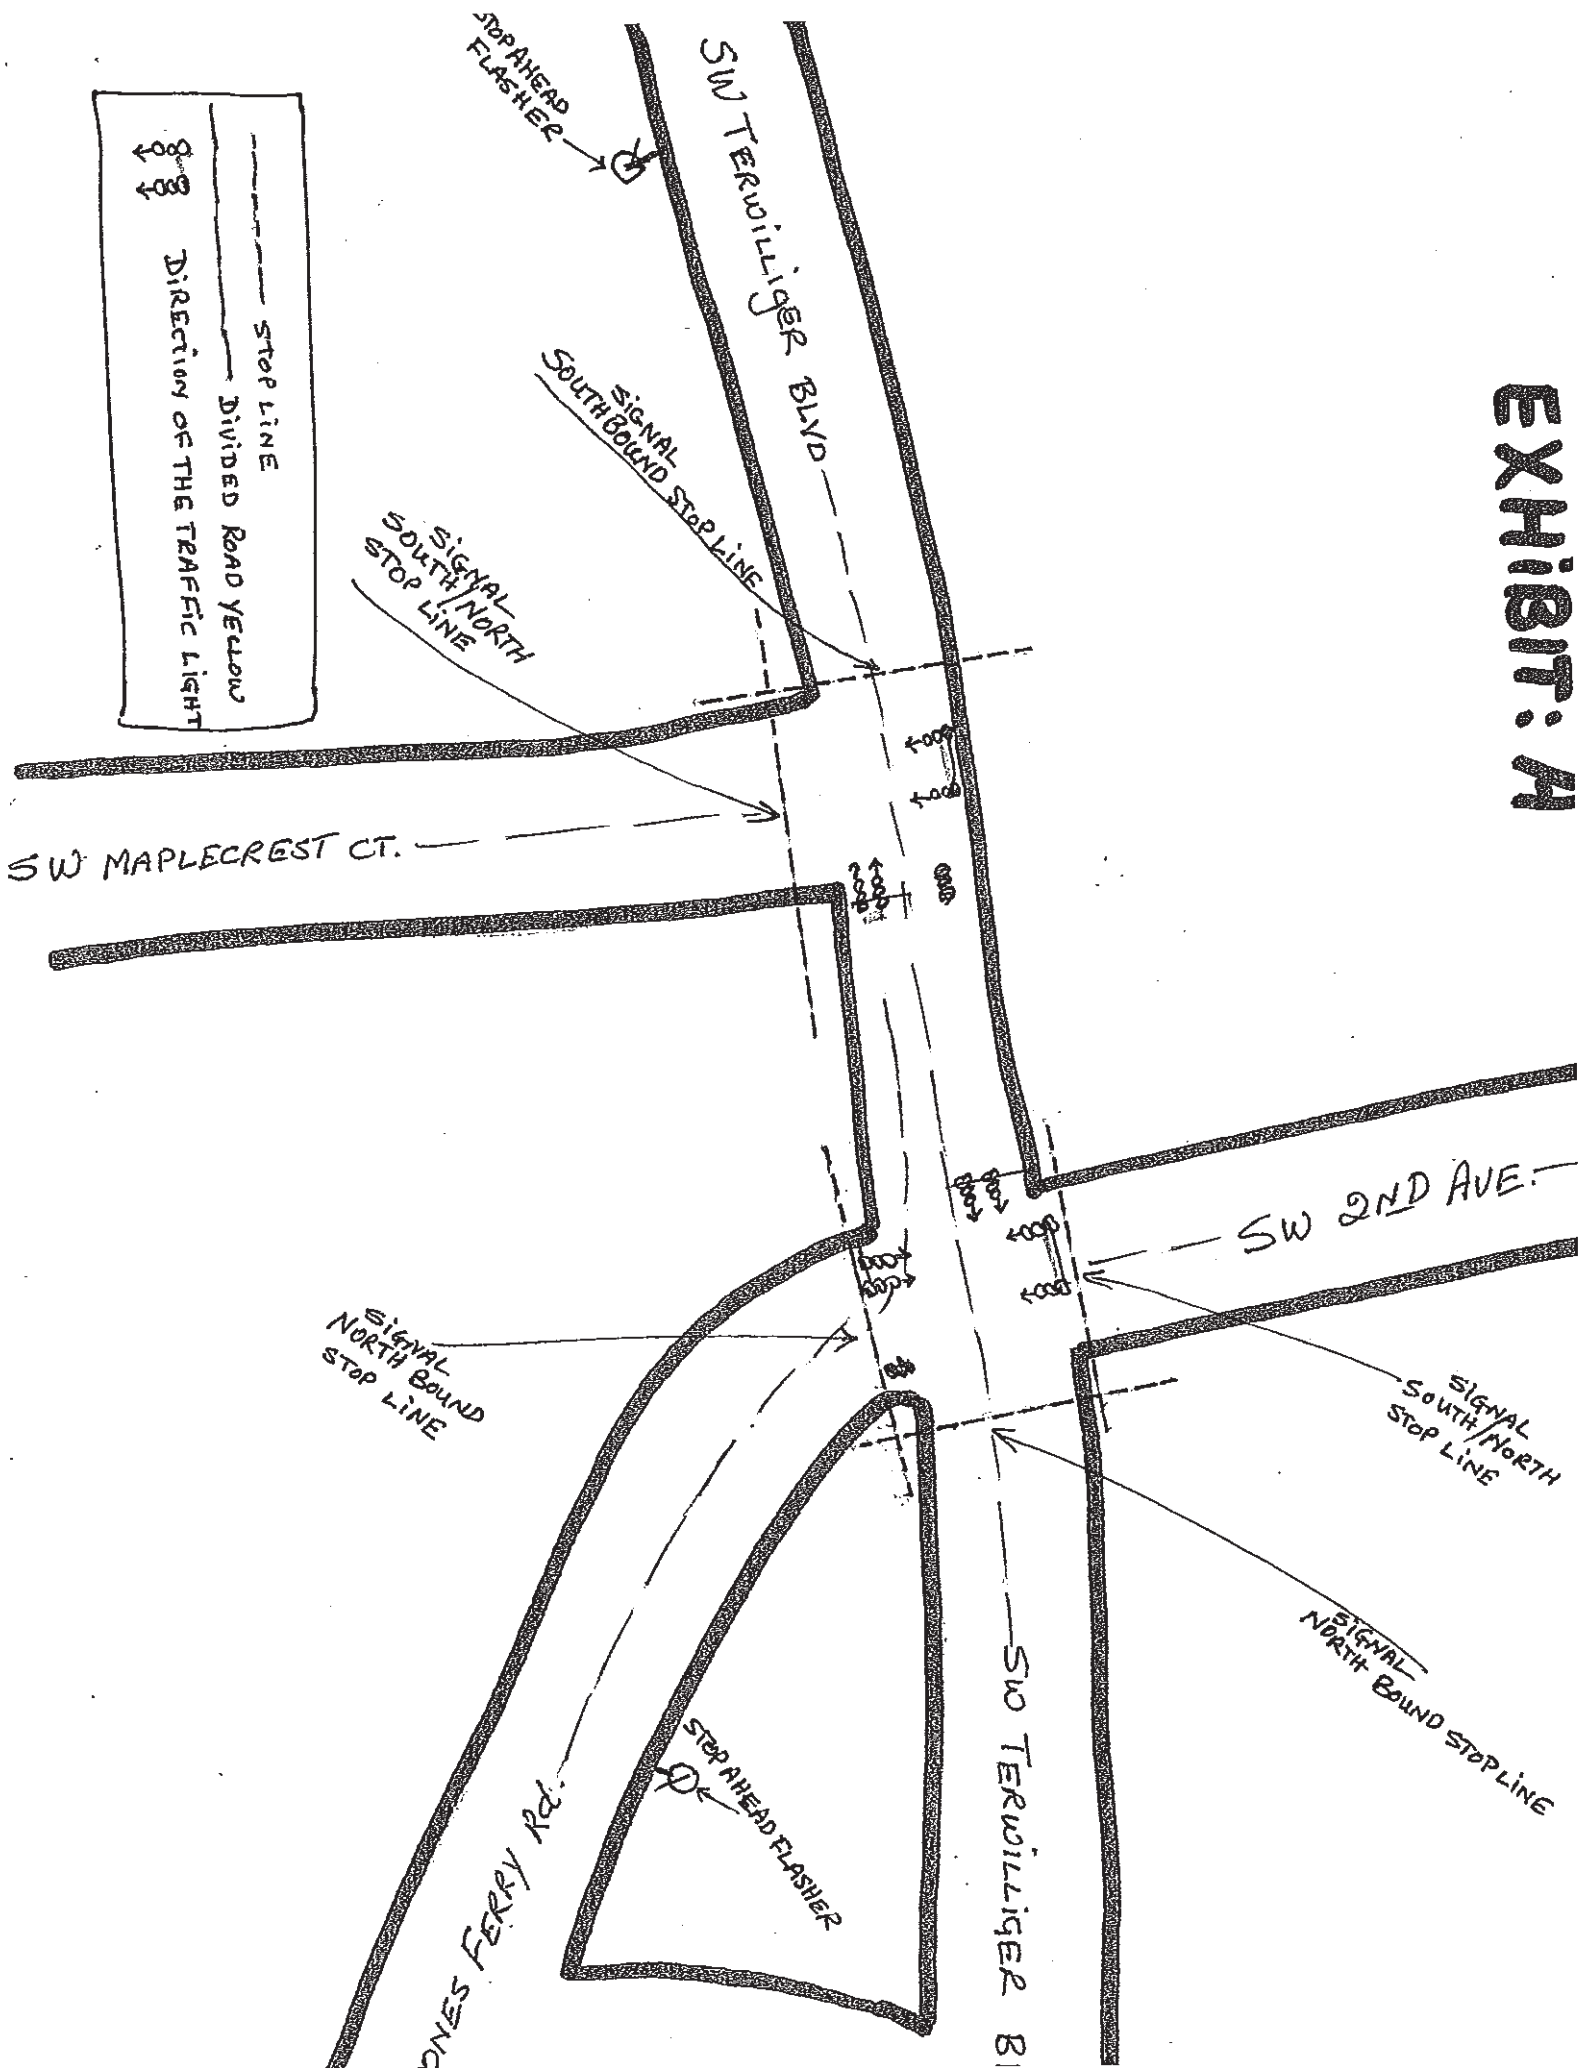 EXHIBIT: A
STOP AHEAD
FLASHER
SW TERWILLIGER BLVD
STOP LINE
DIVIDED ROAD YELLOW
DIRECTION OF THE TRAFFIC LIGHT
SIGNAL
SOUTHBOUND STOP LINE
SIGNAL
SOUTH/NORTH
STOP LINE
SW MAPLECREST CT.
SW 2ND AVE.
SIGNAL
NORTH BOUND
STOP LINE
SIGNAL
SOUTH/NORTH
STOP LINE
SIGNAL
NORTH BOUND STOP LINE
STOP AHEAD FLASHER
ONES FERRY Rd.
SW TERWILLIGER B